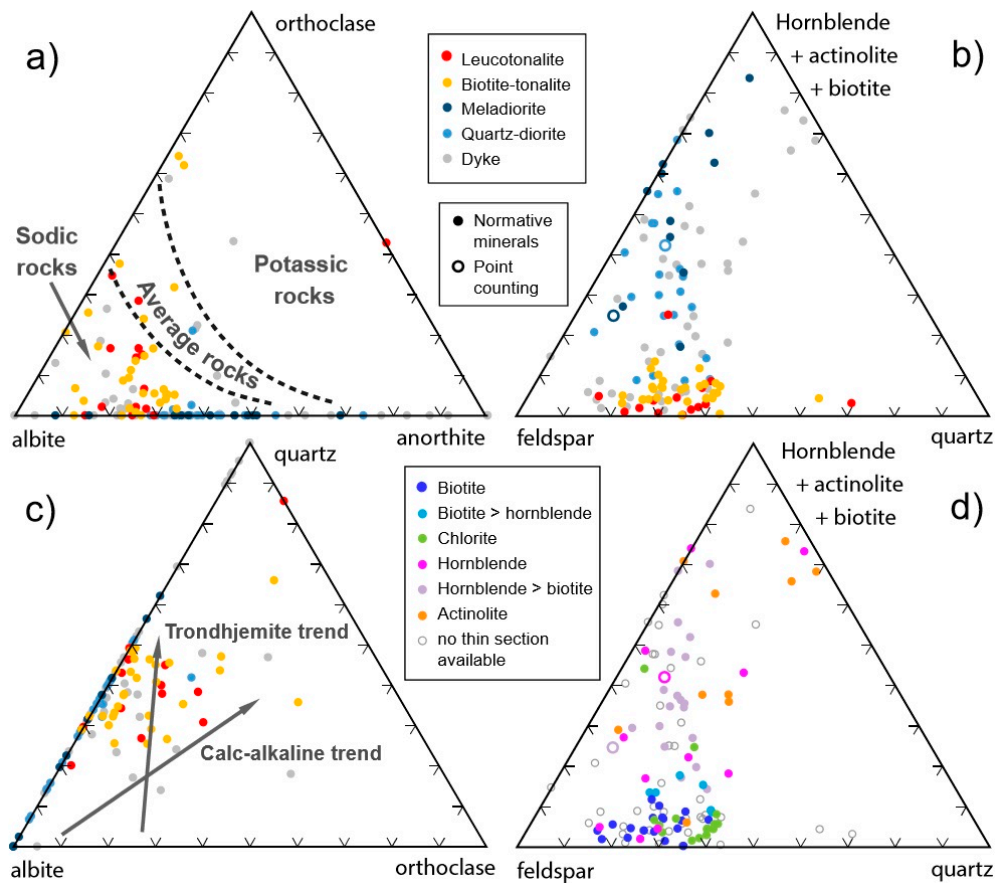 a)
orthoclase
Sodic
rocks
Average rocks
Potassic
rocks
albite
anorthite
Leucotonalite
Biotite-tonalite
Meladiorite
Quartz-diorite
Dyke
Normative
minerals
Point
counting
b)
Hornblende
+ actinolite
+ biotite
feldspar
quartz
c)
quartz
Trondhjemite trend
Calc-alkaline trend
albite
orthoclase
Biotite
Biotite > hornblende
Chlorite
Hornblende
Hornblende > biotite
Actinolite
no thin section
available
d)
Hornblende
+ actinolite
+ biotite
feldspar
quartz